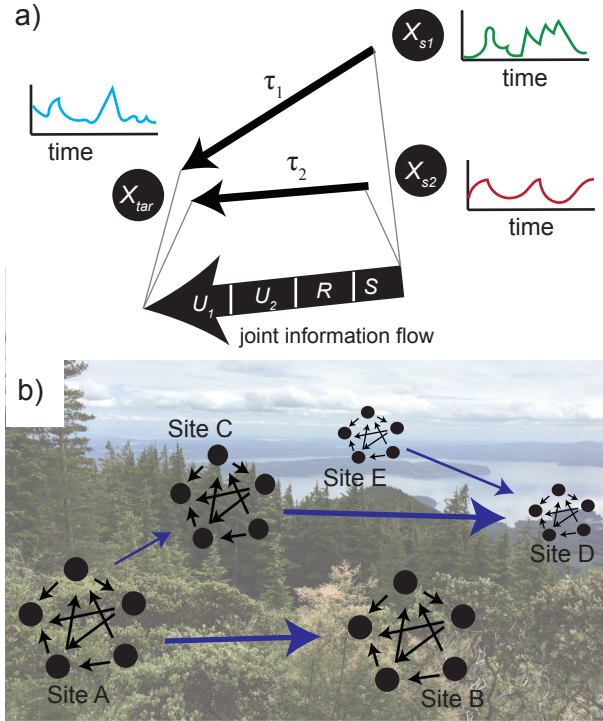 a)
X_s1
time
τ_1
time
X_tar
τ_2
X_s2
time
U_1 | U_2 | R | S
joint information flow
b)
Site C
Site E
Site D
Site A
Site B